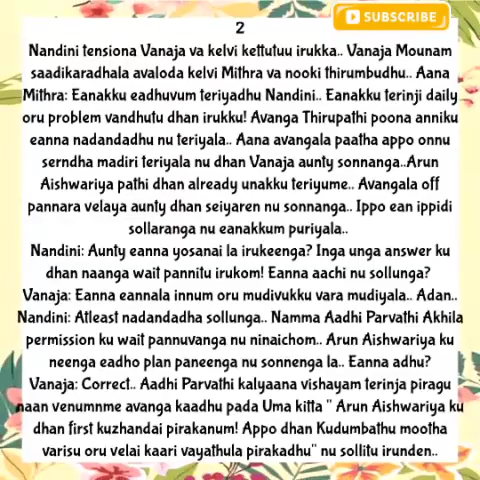 2
SUBSCRIBE
Nandini tensiona Vanaja va kelvi kettutuu irukka.. Vanaja Mounam
saadikaradhala avaloda kelvi Mithra va nooki thirumbudhu.. Aana
Mithra: Eanakku eadhuvum teriyadhu Nandini.. Eanakku terinji daily
oru problem vandhutu dhan irukku! Avanga Thirupathi poona anniku
eanna nadandadhu nu teriyala.. Aana avangala paatha appo onnu
serndha madiri teriyala nu dhan Vanaja aunty sonnanga..Arun
Aishwariya pathi dhan already unakku teriyume.. Avangala off
pannara velaya aunty dhan seiyaren nu sonnanga.. Ippo ean ippidi
sollaranga nu eanakkum puriyala..
Nandini: Aunty eanna yosanai la irukeenga? Inga unga answer ku
dhan naanga wait pannitu irukom! Eanna aachi nu sollunga?
Vanaja: Eanna eannala innum oru mudivukku vara mudiyala.. Adan..
Nandini: Atleast nadandadha sollunga.. Namma Aadhi Parvathi Akhila
permission ku wait pannuvanga nu ninaichom.. Arun Aishwariya ku
neenga eadho plan paneenga nu sonnenga la.. Eanna adhu?
Vanaja: Correct.. Aadhi Parvathi kalyaana vishayam terinja piragu
naan venumnme avanga kaadhu pada Uma kitta " Arun Aishwariya ku
dhan first kuzhandai pirakanum! Appo dhan Kudumbathu mootha
varisu oru velai kaari vayathula pirakadhu" nu sollitu irunden..